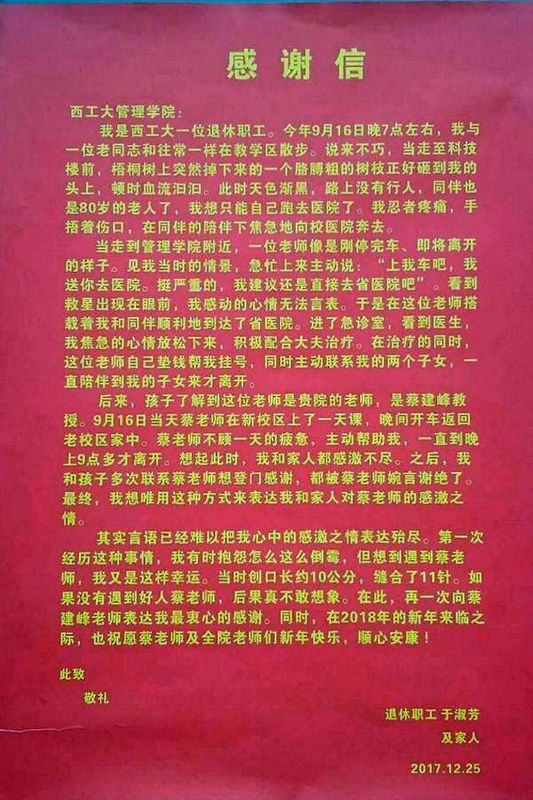 感谢信
西工大管理学院：
我是西工大一位退休职工。今年9月16日晚7点左右，我与
一位老同志和往常一样在教学区散步。说来不巧，当走至科技
楼前，梧桐树上突然掉下来的一个胳膊粗的树枝正好砸到我的
头上，顿时血流汩汩。此时天色渐黑，路上没有行人，同伴也
是80岁的老人了，我想只能自己跑去医院了。我忍者疼痛，手
捂着伤口，在同伴的陪伴下焦急地向校医院奔去。
当走到管理学院附近，一位老师像是刚停完车、即将离开
的样子。见我当时的情景，急忙上来主动说：“上我车吧，我
送你去医院。挺严重的，我建议还是直接去省医院吧”。看到
救星出现在眼前，我感动的心情无法言表。于是在这位老师搭
载着我和同伴顺利地到达了省医院。进了急诊室，看到医生，
我焦急的心情放松下来，积极配合大夫治疗。在治疗的同时，
这位老师自己垫钱帮我挂号，同时主动联系我的两个子女，一
直陪伴到我的子女来才离开。
后来，孩子了解到这位老师是贵院的老师，是蔡建峰教
授。9月16日当天蔡老师在新校区上了一天课，晚间开车返回
老校区家中。蔡老师不顾一天的疲惫，主动帮助我，一直到晚
上9点多才离开。想起此时，我和家人都感激不尽。之后，我
和孩子多次联系蔡老师想登门感谢，都被蔡老师婉言谢绝了。
最终，我想唯用这种方式来表达我和家人对蔡老师的感激之
情。
其实言语已经难以把我心中的感激之情表达殆尽。第一次
经历这种事情，我有时抱怨怎么这么倒霉，但想到遇到蔡老
师，我又是这样幸运。当时创口长约10公分，缝合了11针。如
果没有遇到好人蔡老师，后果真不敢想象。在此，再一次向蔡
建峰老师表达我最衷心的感谢。同时，在2018年的新年来临之
际，也祝愿蔡老师及全院老师们新年快乐，顺心安康！
此致
敬礼
退休职工 于淑芳
及家人
2017.12.25